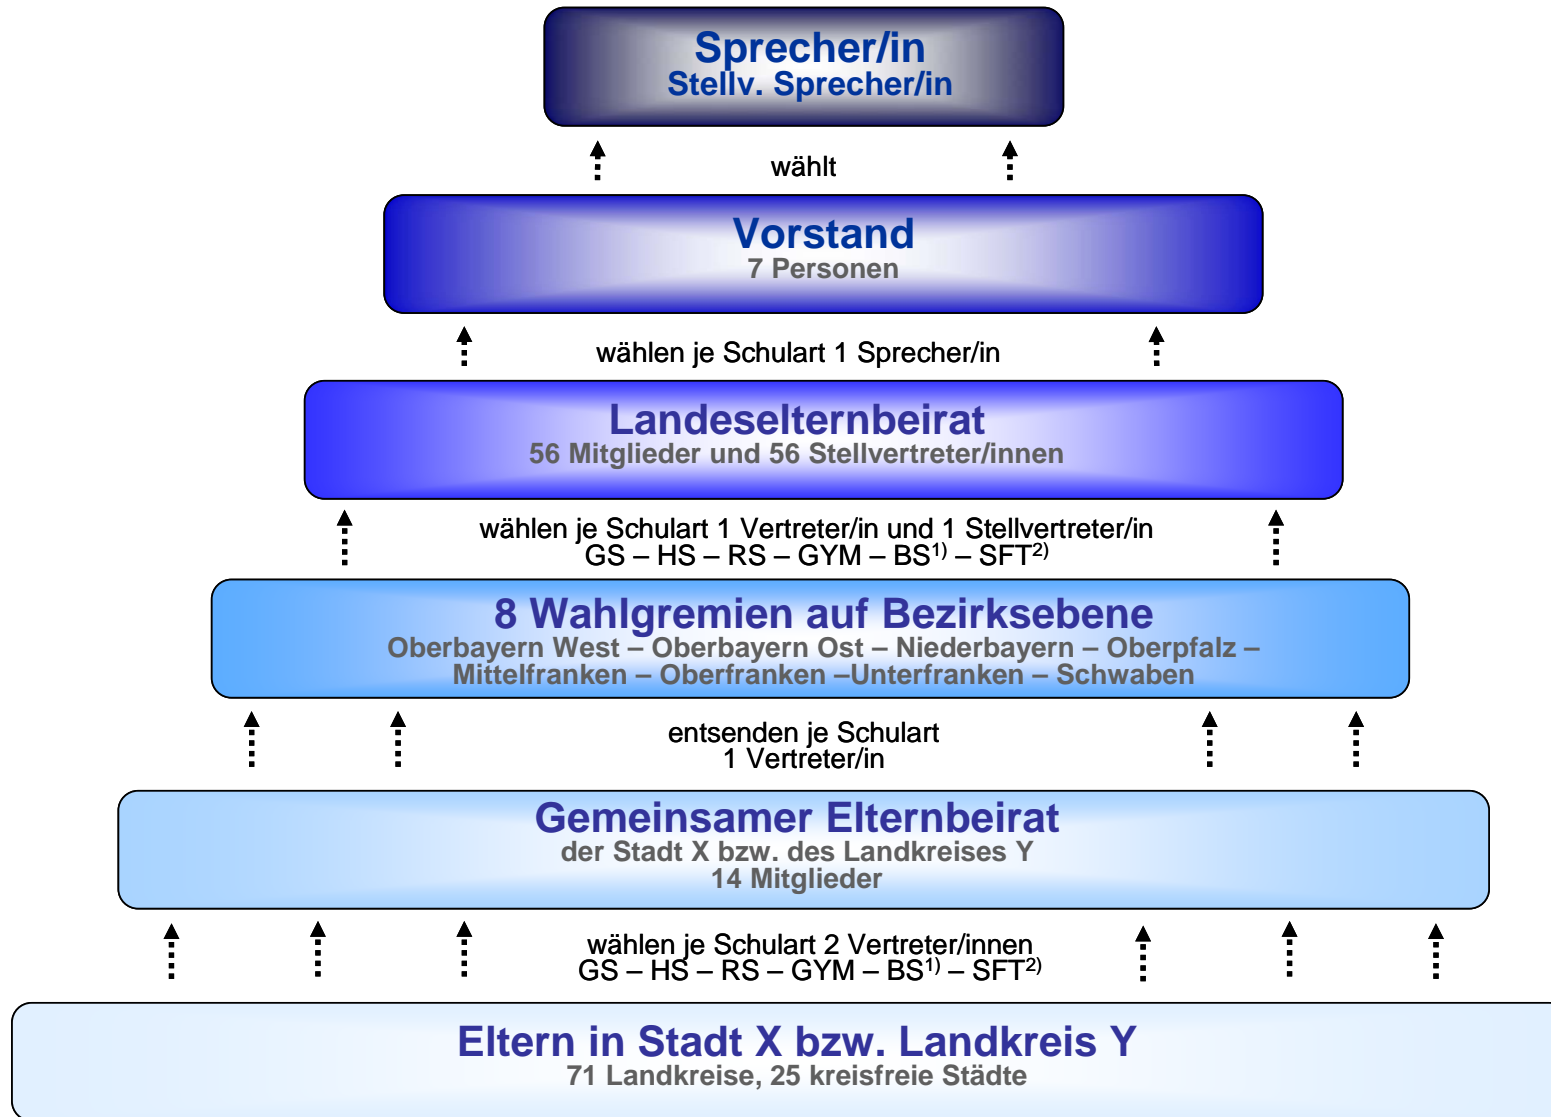 Sprecher/in
Stellv. Sprecher/in
wählt
Vorstand
7 Personen
wählen je Schulart 1 Sprecher/in
Landeselternbeirat
56 Mitglieder und 56 Stellvertreter/innen
wählen je Schulart 1 Vertreter/in und 1 Stellvertreter/in
GS – HS – RS – GYM – BS1) – SFT2)
8 Wahlgremien auf Bezirksebene
Oberbayern West – Oberbayern Ost – Niederbayern – Oberpfalz –
Mittelfranken – Oberfranken –Unterfranken – Schwaben
entsenden je Schulart
1 Vertreter/in
Gemeinsamer Elternbeirat
der Stadt X bzw. des Landkreises Y
14 Mitglieder
wählen je Schulart 2 Vertreter/innen
GS – HS – RS – GYM – BS1) – SFT2)
Eltern in Stadt X bzw. Landkreis Y
71 Landkreise, 25 kreisfreie Städte